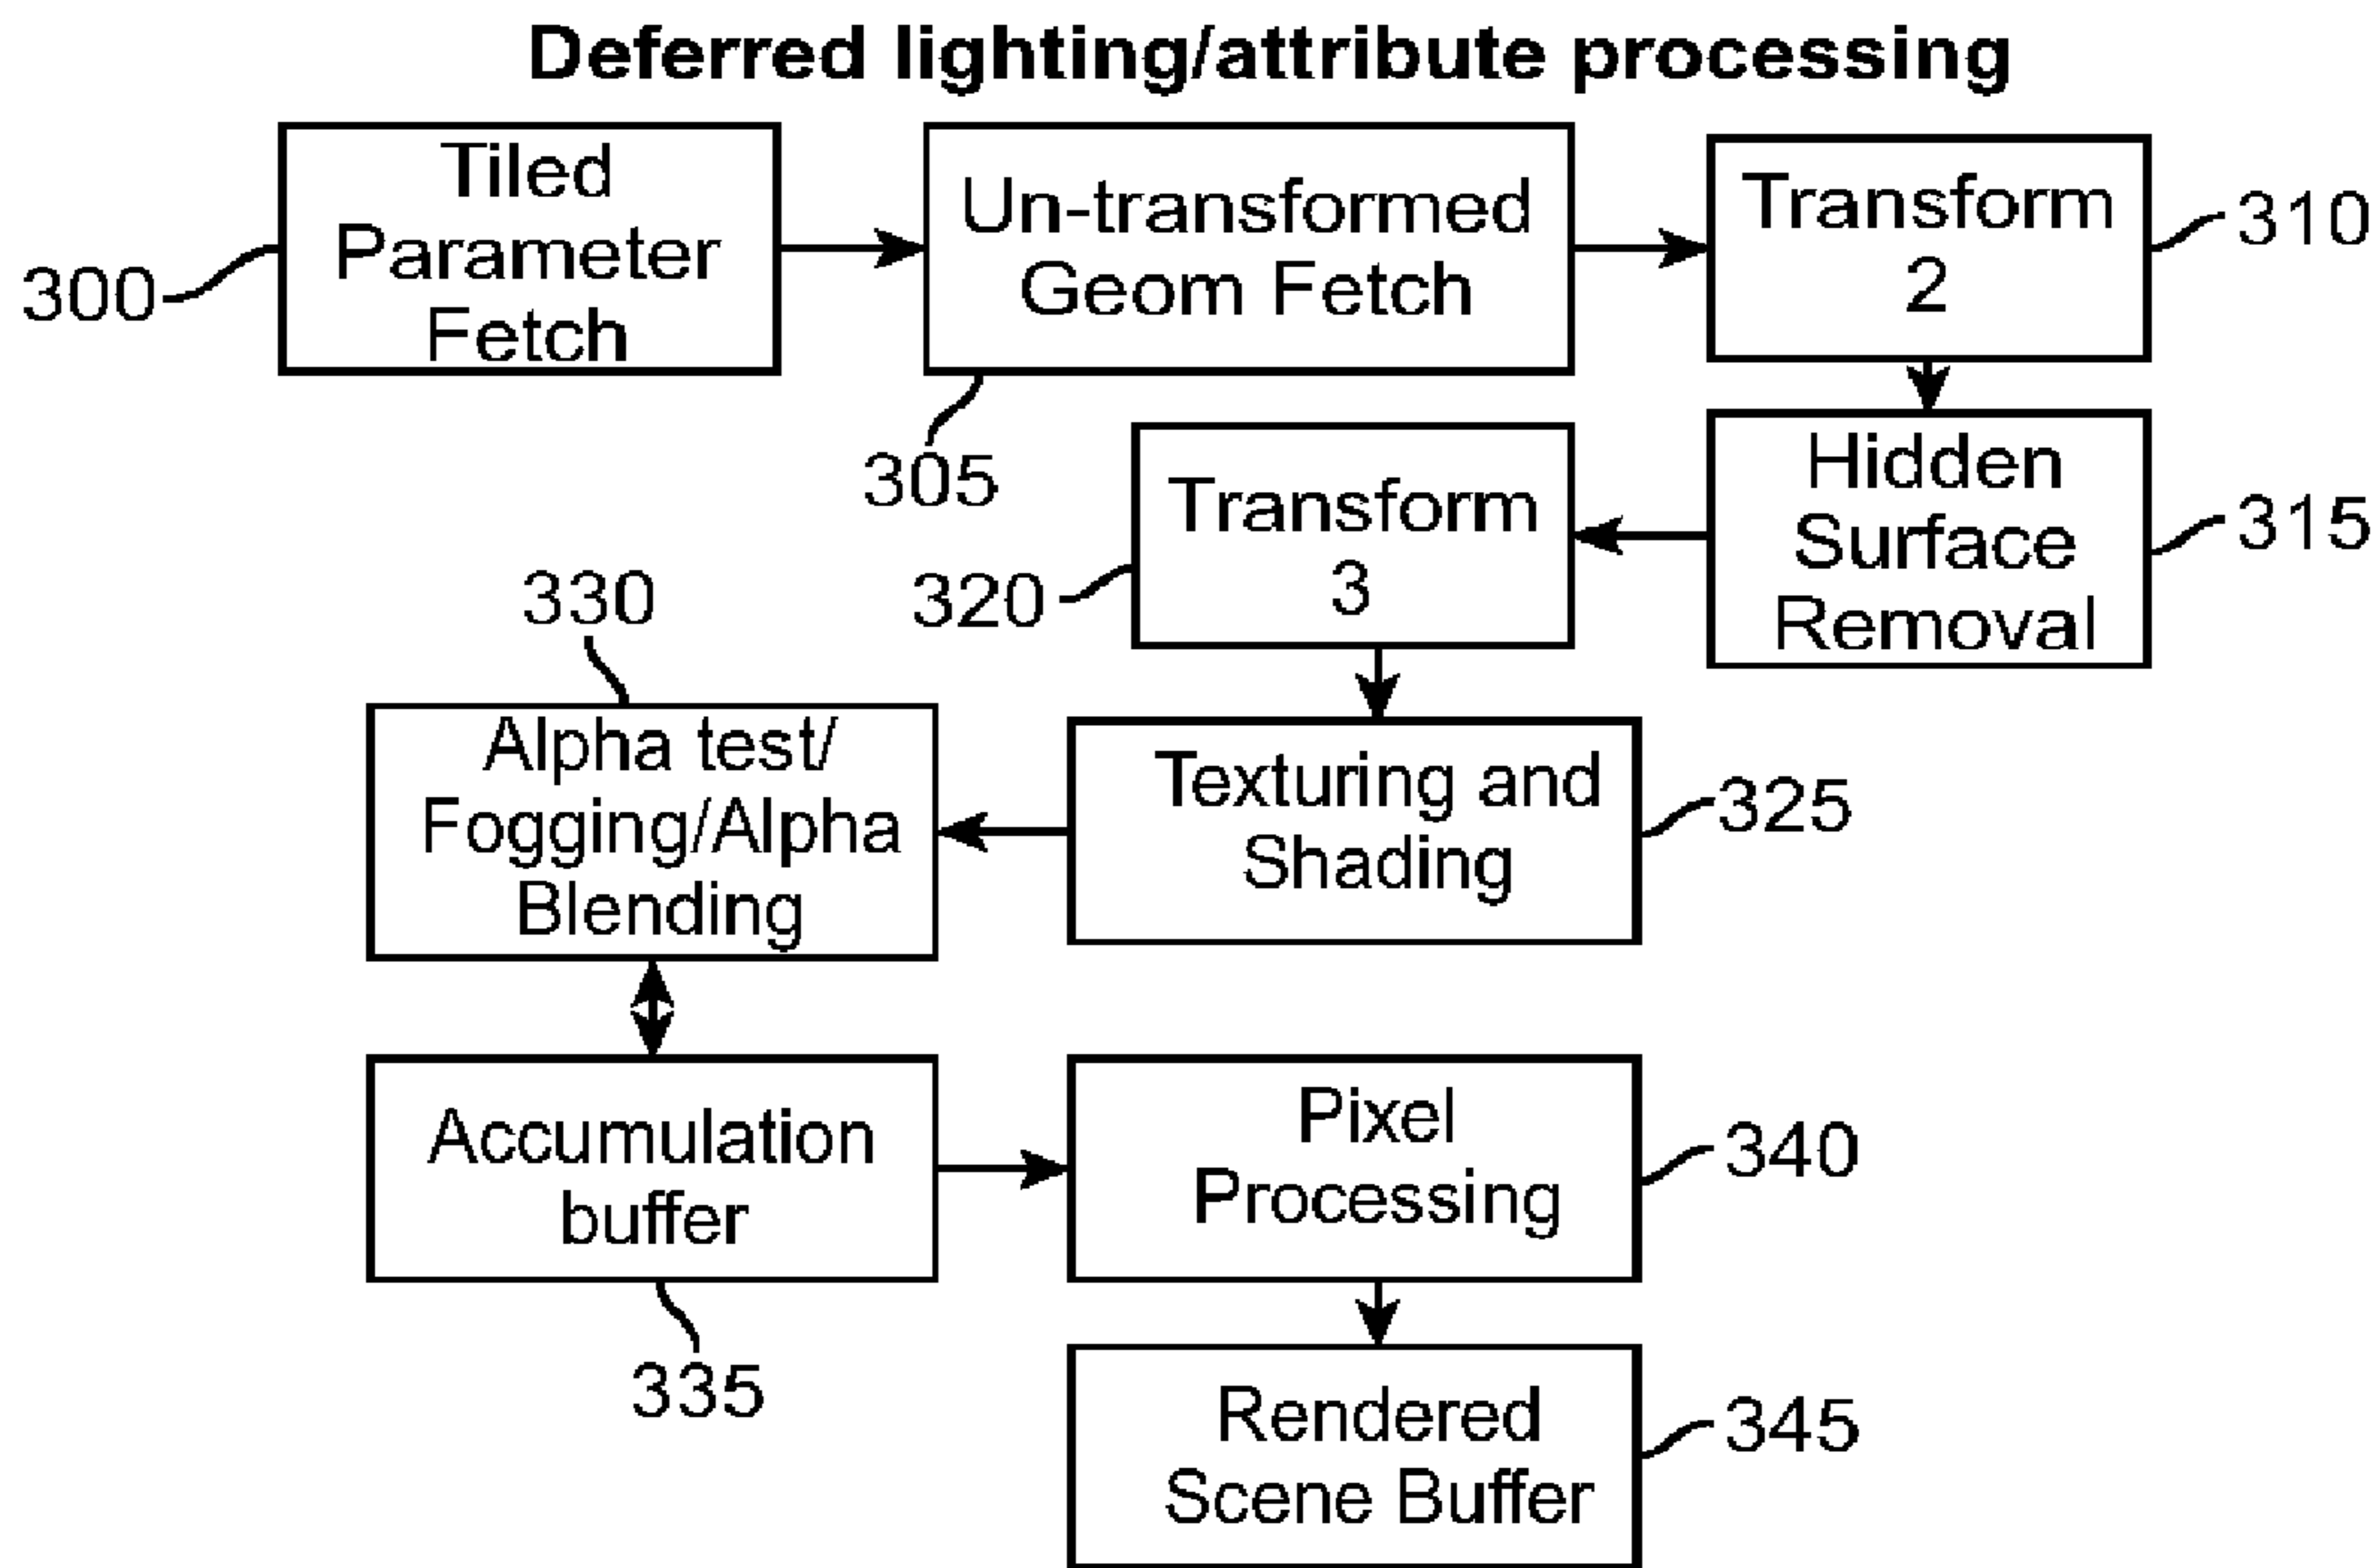 Deferred lighting/attribute processing
Tiled
Parameter
Fetch
300
Un-transformed
Geom Fetch
305
Transform
2
310
Hidden
Surface
Removal
315
Transform
3
320
Texturing and
Shading
325
330
Alpha test/
Fogging/Alpha
Blending
Accumulation
buffer
335
Pixel
Processing
340
Rendered
Scene Buffer
345